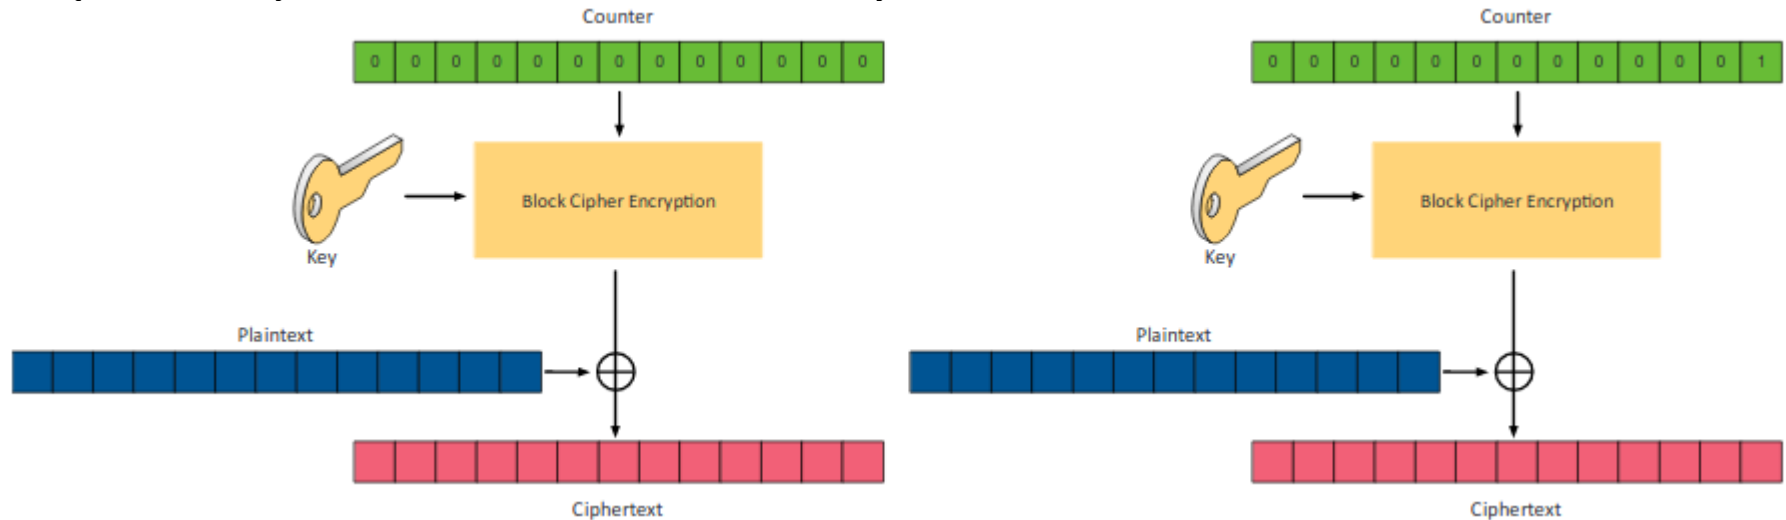 Counter Counter
0 0 0 0 0 0 0 0 0 0 0 0 0 0 0 0 0 0 0 0 0 0 0 0 0 1
Block Cipher Encryption Block Cipher Encryption
Key Key
Plaintext Plaintext
Ciphertext Ciphertext